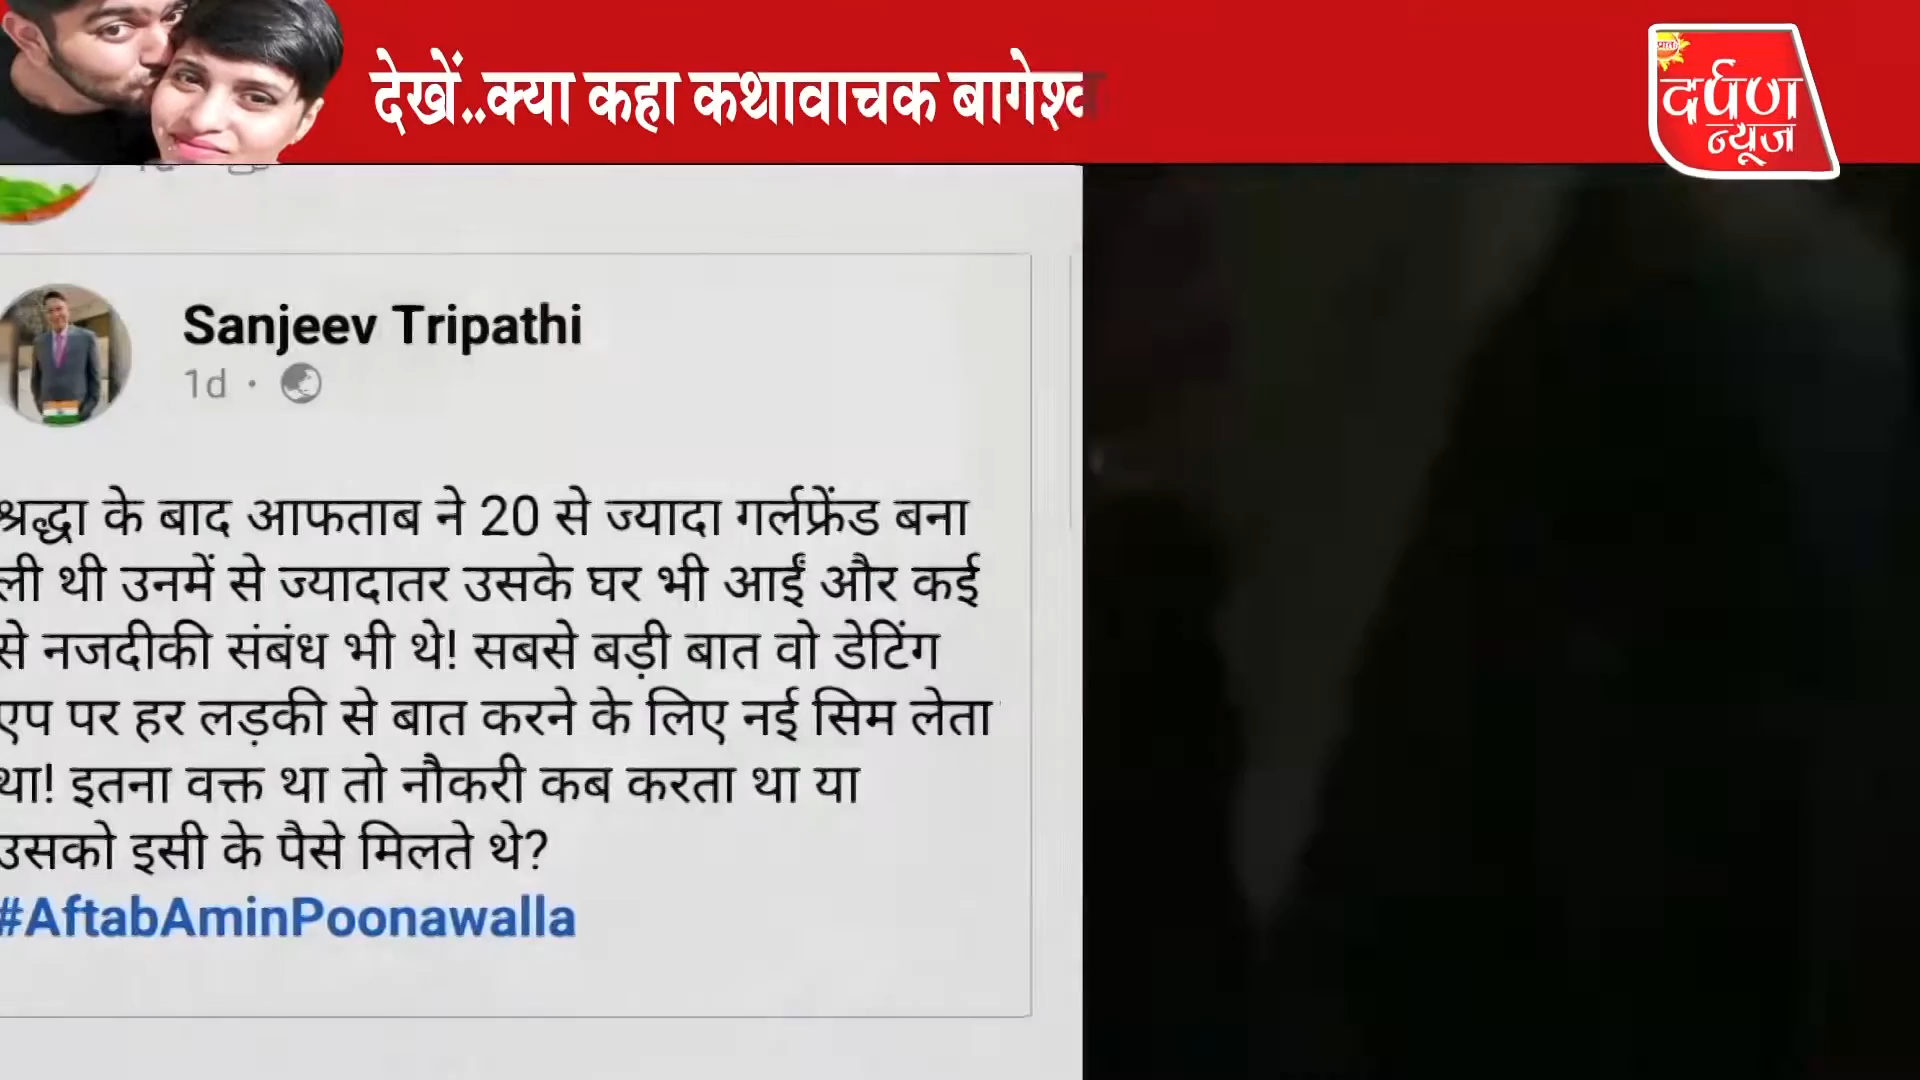 देखें..क्या कहा कथावाचक
प्रातः
दर्पण
न्यूज
Sanjeev Tripathi
1d ·
श्रद्धा के बाद आफताब ने 20 से ज्यादा गर्लफ्रेंड बना
ली थी उनमें से ज्यादातर उसके घर भी आईं और कई
से नजदीकी संबंध भी थे! सबसे बड़ी बात वो डेटिंग
एप पर हर लड़की से बात करने के लिए नई सिम लेता
था! इतना वक्त था तो नौकरी कब करता था या
उसको इसी के पैसे मिलते थे?
#AftabAminPoonawalla